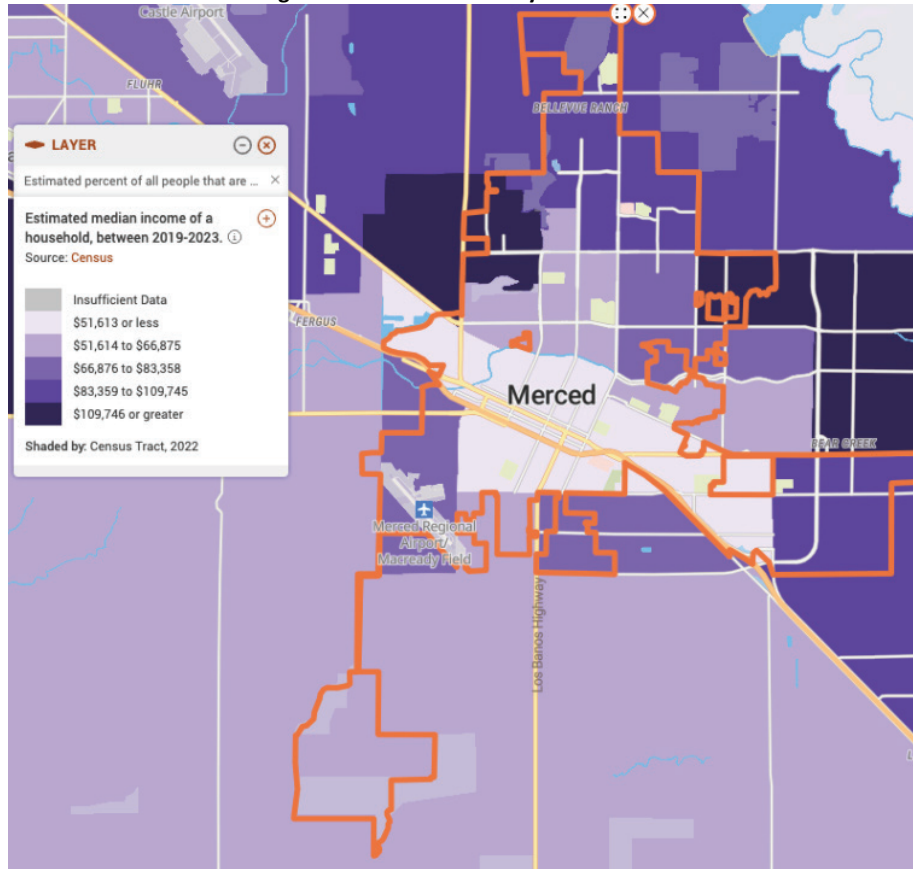 Castle Airport
FLUHR
BELLEVUE RANCH
LAYER
Estimated percent of all people that are ...
Estimated median income of a
household, between 2019-2023.
Source: Census
Insufficient Data
$51,613 or less
$51,614 to $66,875
$66,876 to $83,358
$83,359 to $109,745
$109,746 or greater
Shaded by: Census Tract, 2022
FERGUS
Merced
BEAR CREEK
Merced Regional
Airport/
Macready Field
Los Banos Highway